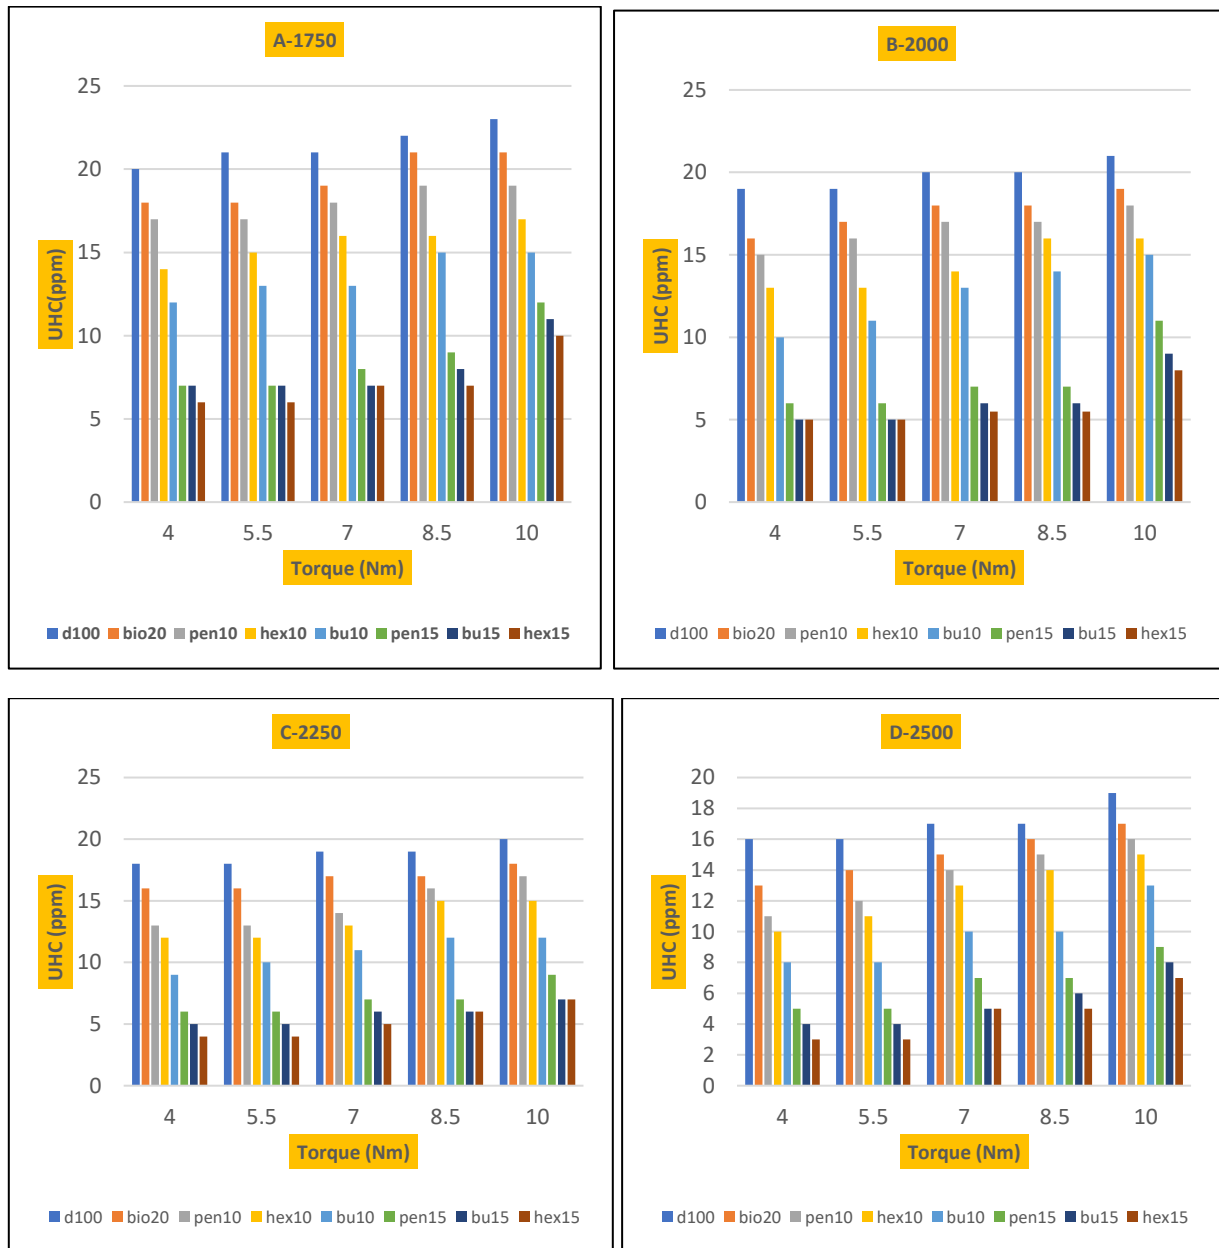 A-1750
25
20
15
10
5
0
UHC(ppm)
4 5.5 7 8.5 10
Torque (Nm)
d100 bio20 pen10 hex10 bu10 pen15 bu15 hex15
B-2000
25
20
15
10
5
0
UHC (ppm)
4 5.5 7 8.5 10
Torque (Nm)
d100 bio20 pen10 hex10 bu10 pen15 bu15 hex15
C-2250
25
20
15
10
5
0
UHC (ppm)
4 5.5 7 8.5 10
Torque (Nm)
d100 bio20 pen10 hex10 bu10 pen15 bu15 hex15
D-2500
20
18
16
14
12
10
8
6
4
2
0
UHC (ppm)
4 5.5 7 8.5 10
Torque (Nm)
d100 bio20 pen10 hex10 bu10 pen15 bu15 hex15